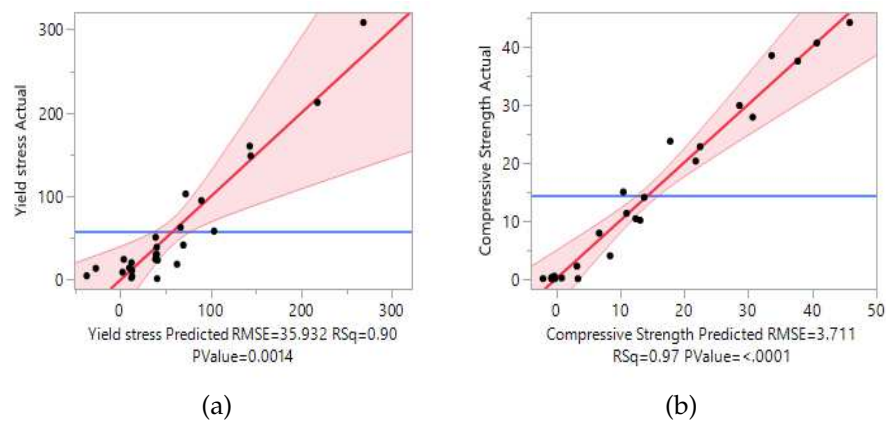 300
200
100
0
Yield stress Actual
0 100 200 300
Yield stress Predicted RMSE=35.932 RSq=0.90
PValue=0.0014
(a)
40
30
20
10
0
Compressive Strength Actual
0 10 20 30 40 50
Compressive Strength Predicted RMSE=3.711
RSq=0.97 PValue=<.0001
(b)